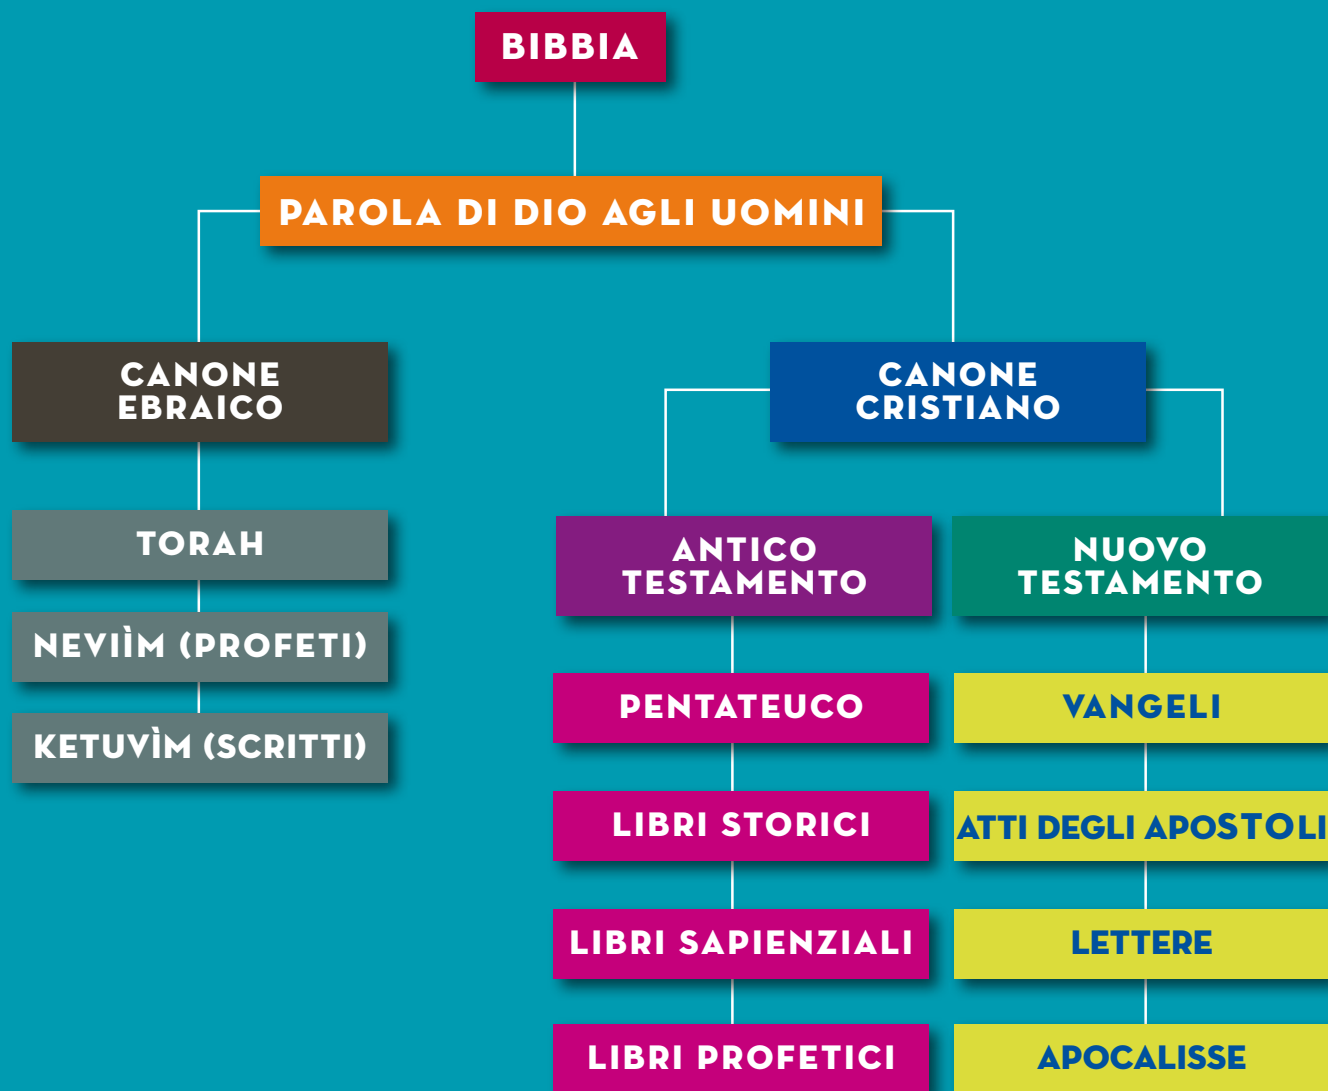 BIBBIA
PAROLA DI DIO AGLI UOMINI
CANONE
EBRAICO
TORAH
NEVIÌM (PROFETI)
KETUVÌM (SCRITTI)
CANONE
CRISTIANO
ANTICO
TESTAMENTO
PENTATEUCO
LIBRI STORICI
LIBRI SAPIENZIALI
LIBRI PROFETICI
NUOVO
TESTAMENTO
VANGELI
ATTI DEGLI APOSTOLI
LETTERE
APOCALISSE